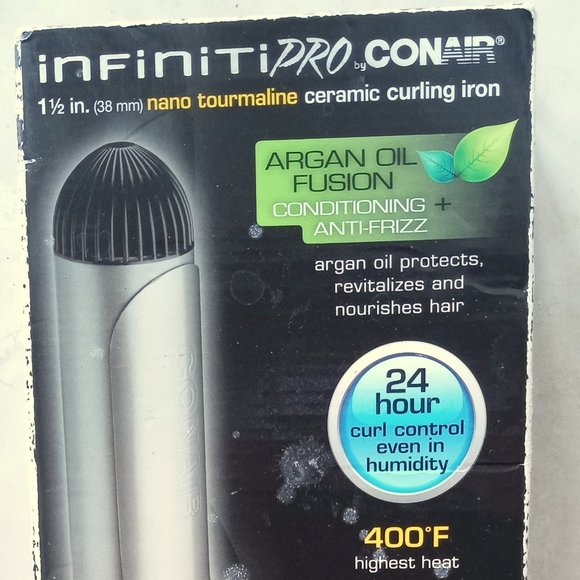 infiniTiPRO by CONAIR®
1½ in. (38 mm) nano tourmaline ceramic curling iron
ARGAN OIL
FUSION
CONDITIONING +
ANTI-FRIZZ
argan oil protects,
revitalizes and
nourishes hair
24
hour
curl control
even in
humidity
400°F
highest heat
CONAIR